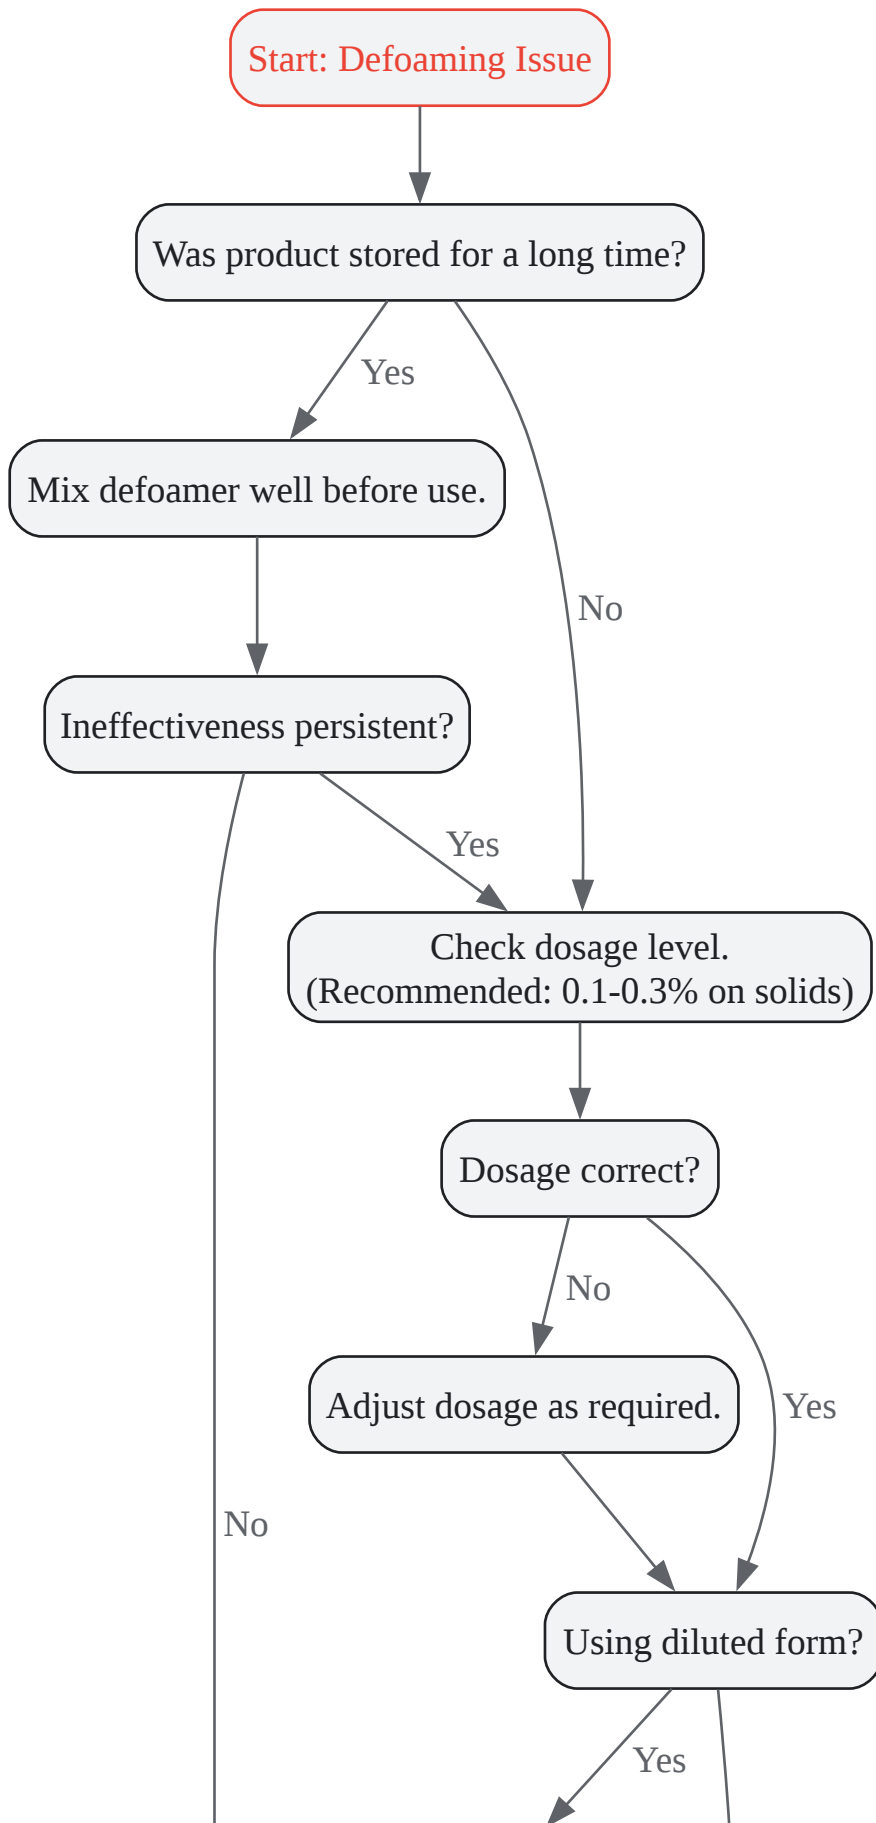 Start: Defoaming Issue
Was product stored for a long time?
Yes
Mix defoamer well before use.
No
Ineffectiveness persistent?
Yes
Check dosage level.
(Recommended: 0.1-0.3% on solids)
Dosage correct?
No
Adjust dosage as required.
Yes
No
Using diluted form?
Yes